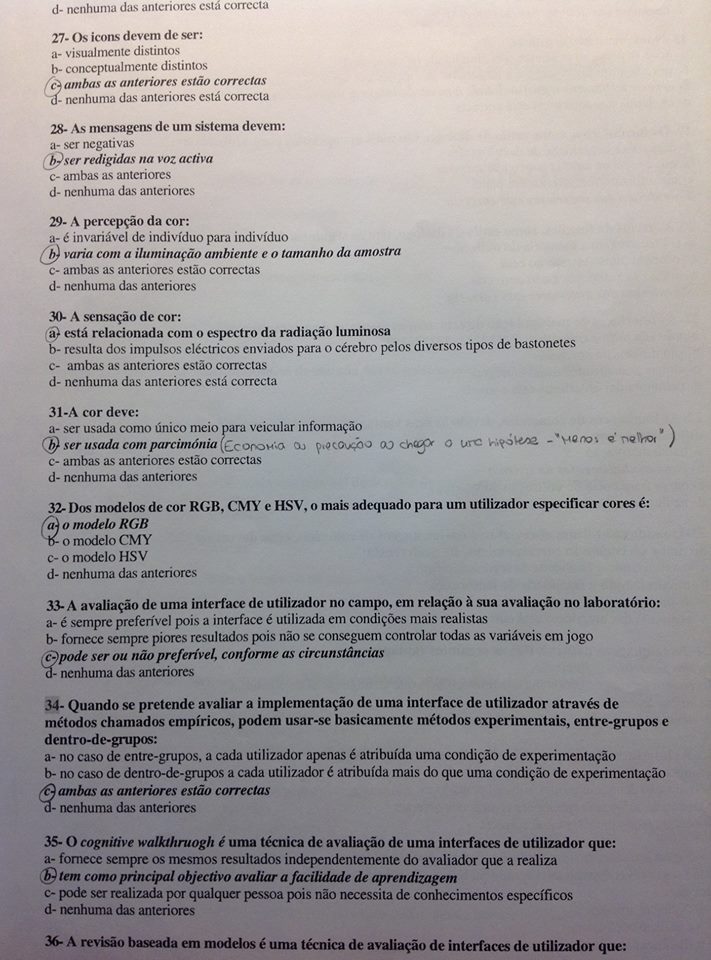 d- nenhuma das anteriores está correcta
27- Os icons devem de ser:
a- visualmente distintos
b- conceptualmente distintos
c- ambas as anteriores estão correctas
d- nenhuma das anteriores está correcta
28- As mensagens de um sistema devem:
a- ser negativas
b- ser redigidas na voz activa
c- ambas as anteriores
d- nenhuma das anteriores
29- A percepção da cor:
a- é invariável de indivíduo para indivíduo
b- varia com a iluminação ambiente e o tamanho da amostra
c- ambas as anteriores estão correctas
d- nenhuma das anteriores
30- A sensação de cor:
a- está relacionada com o espectro da radiação luminosa
b- resulta dos impulsos eléctricos enviados para o cérebro pelos diversos tipos de bastonetes
c- ambas as anteriores estão correctas
d- nenhuma das anteriores está correcta
31-A cor deve:
a- ser usada como único meio para veicular informação
b- ser usada com parcimónia (Economia ou precaução ao chegar a uma hipótese - "Menos é melhor")
c- ambas as anteriores estão correctas
d- nenhuma das anteriores
32- Dos modelos de cor RGB, CMY e HSV, o mais adequado para um utilizador especificar cores é:
a- o modelo RGB
b- o modelo CMY
c- o modelo HSV
d- nenhuma das anteriores
33- A avaliação de uma interface de utilizador no campo, em relação à sua avaliação no laboratório:
a- é sempre preferível pois a interface é utilizada em condições mais realistas
b- fornece sempre piores resultados pois não se conseguem controlar todas as variáveis em jogo
c- pode ser ou não preferível, conforme as circunstâncias
d- nenhuma das anteriores
34- Quando se pretende avaliar a implementação de uma interface de utilizador através de
métodos chamados empíricos, podem usar-se basicamente métodos experimentais, entre-grupos e
dentro-de-grupos:
a- no caso de entre-grupos, a cada utilizador apenas é atribuída uma condição de experimentação
b- no caso de dentro-de-grupos a cada utilizador é atribuída mais do que uma condição de experimentação
c- ambas as anteriores estão correctas
d- nenhuma das anteriores
35- O cognitive walkthruogh é uma técnica de avaliação de uma interfaces de utilizador que:
a- fornece sempre os mesmos resultados independentemente do avaliador que a realiza
b- tem como principal objectivo avaliar a facilidade de aprendizagem
c- pode ser realizada por qualquer pessoa pois não necessita de conhecimentos específicos
d- nenhuma das anteriores
36- A revisão baseada em modelos é uma técnica de avaliação de interfaces de utilizador que: